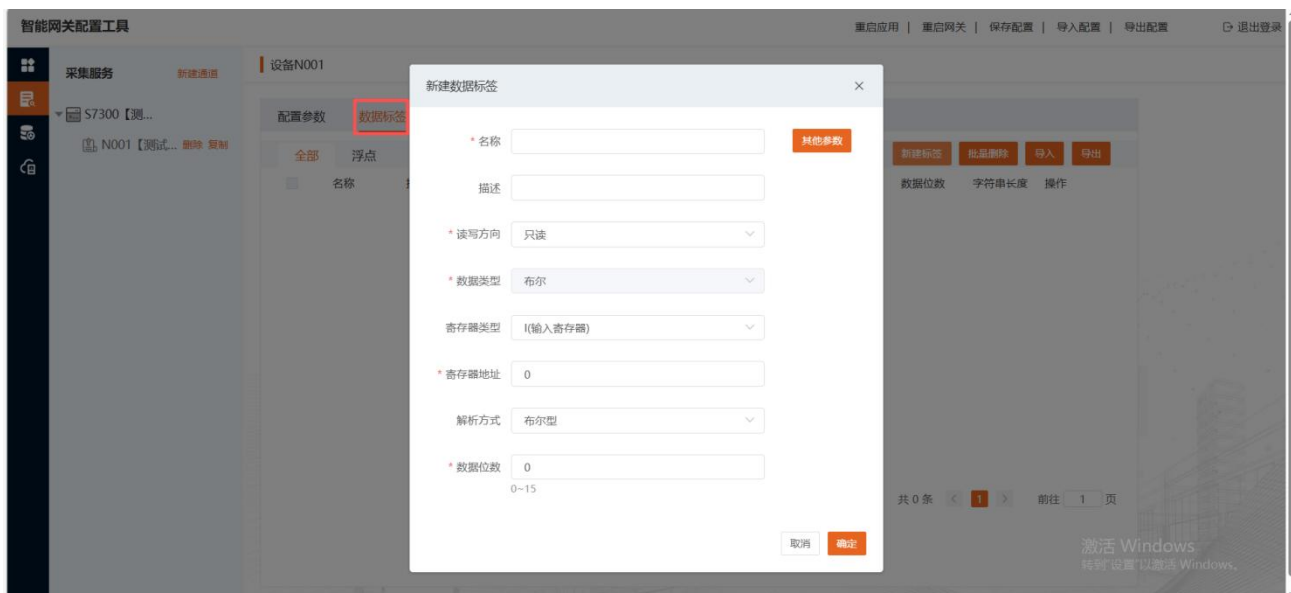 智能网关配置工具
重启应用 | 重启网关 | 保存配置 | 导入配置 | 导出配置 退出登录
采集服务 新建通道
S7300【测...
N001【测试... 删除 复制
设备N001
配置参数 数据标签
全部 浮点
新建标签 批量删除 导入 导出
名称
数据位数 字符串长度 操作
新建数据标签
* 名称
其他参数
描述
* 读写方向 只读
* 数据类型 布尔
寄存器类型 I(输入寄存器)
* 寄存器地址 0
解析方式 布尔型
* 数据位数 0
0~15
取消 确定
共 0 条 < 1 > 前往 1 页
激活 Windows
转到"设置"以激活 Windows。